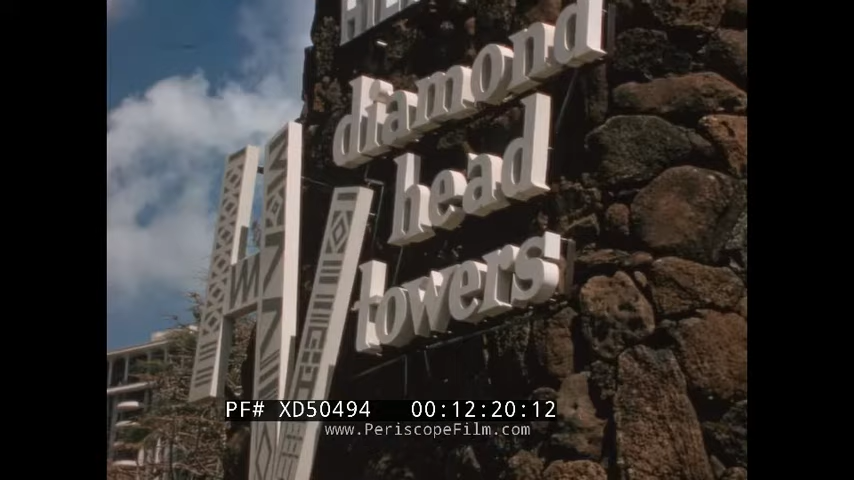 diamond
head
towers
PF# XD50494 00:12:20:12
www.PeriscopeFilm.com